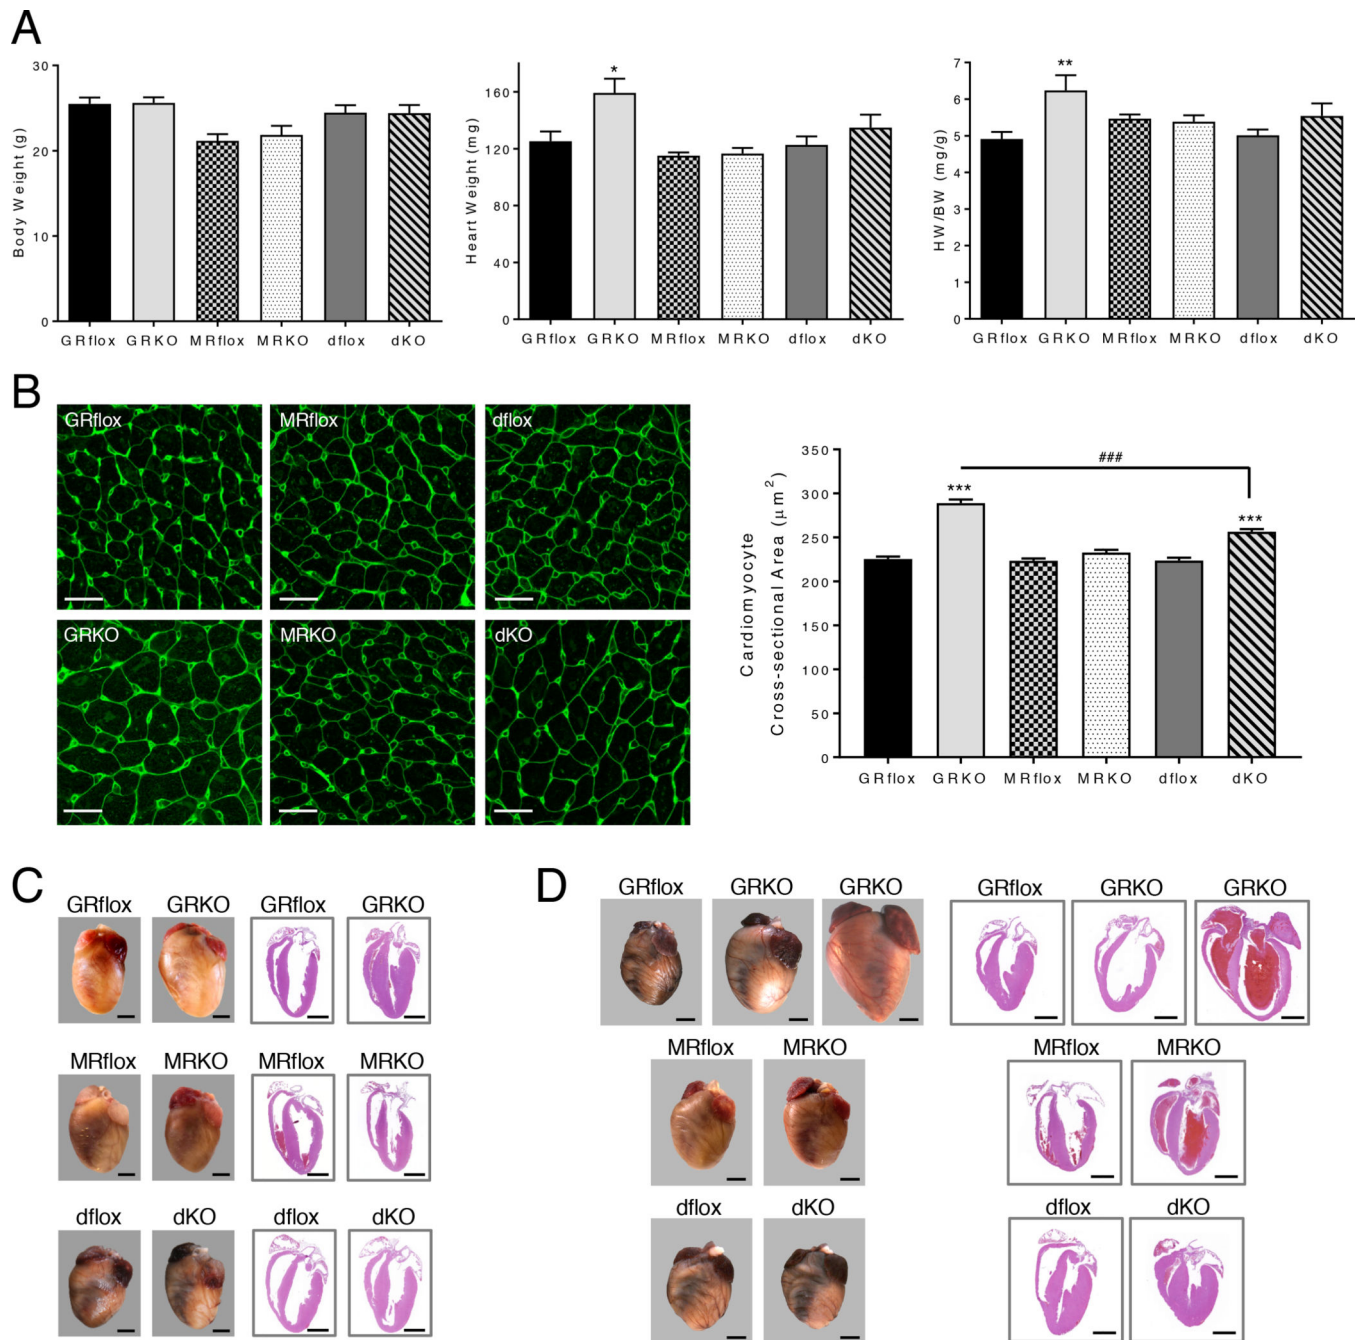 A
30
20
10
0
Body Weight (g)
GRflox GRKO MRflox MRKO dflox dKO
160
120
80
40
0
Heart Weight (mg)
*
GRflox GRKO MRflox MRKO dflox dKO
7
6
5
4
3
2
1
0
HW/BW (mg/g)
**
GRflox GRKO MRflox MRKO dflox dKO
B
GRflox MRflox dflox
GRKO MRKO dKO
350
300
250
200
150
100
50
0
Cardiomyocyte
Cross-sectional Area (μm²)
###
*** ***
GRflox GRKO MRflox MRKO dflox dKO
C
GRflox GRKO GRflox GRKO
MRflox MRKO MRflox MRKO
dflox dKO dflox dKO
D
GRflox GRKO GRKO GRflox GRKO GRKO
MRflox MRKO MRflox MRKO
dflox dKO dflox dKO